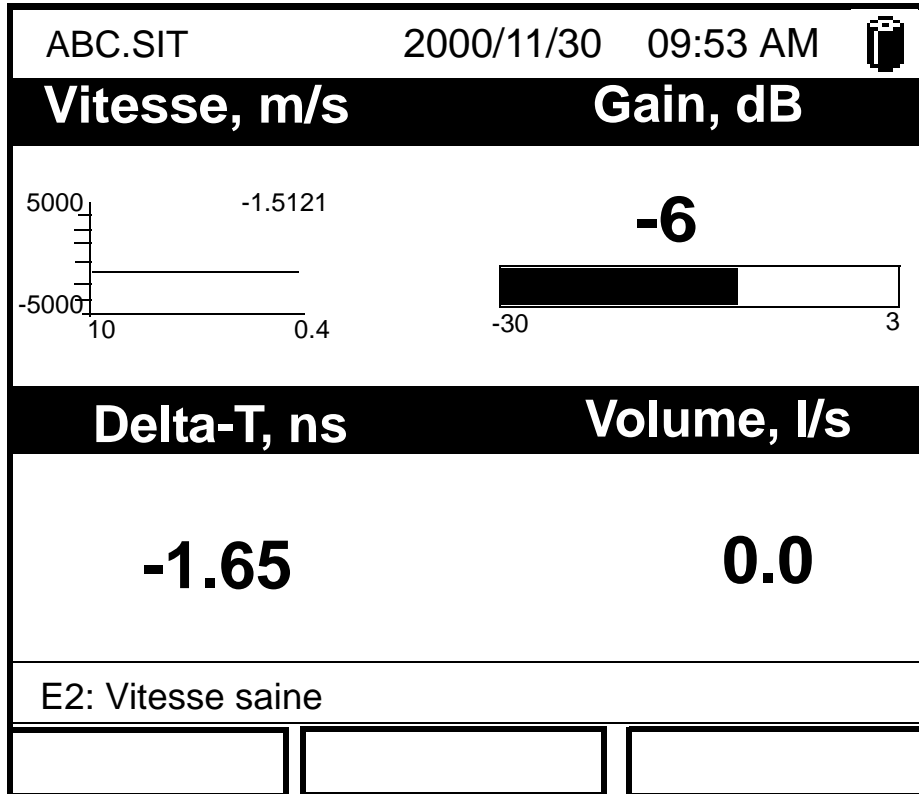 ABC.SIT 2000/11/30 09:53 AM
Vitesse, m/s Gain, dB
5000 -1.5121 -6
-5000
10 0.4 -30 3
Delta-T, ns Volume, l/s
-1.65 0.0
E2: Vitesse saine